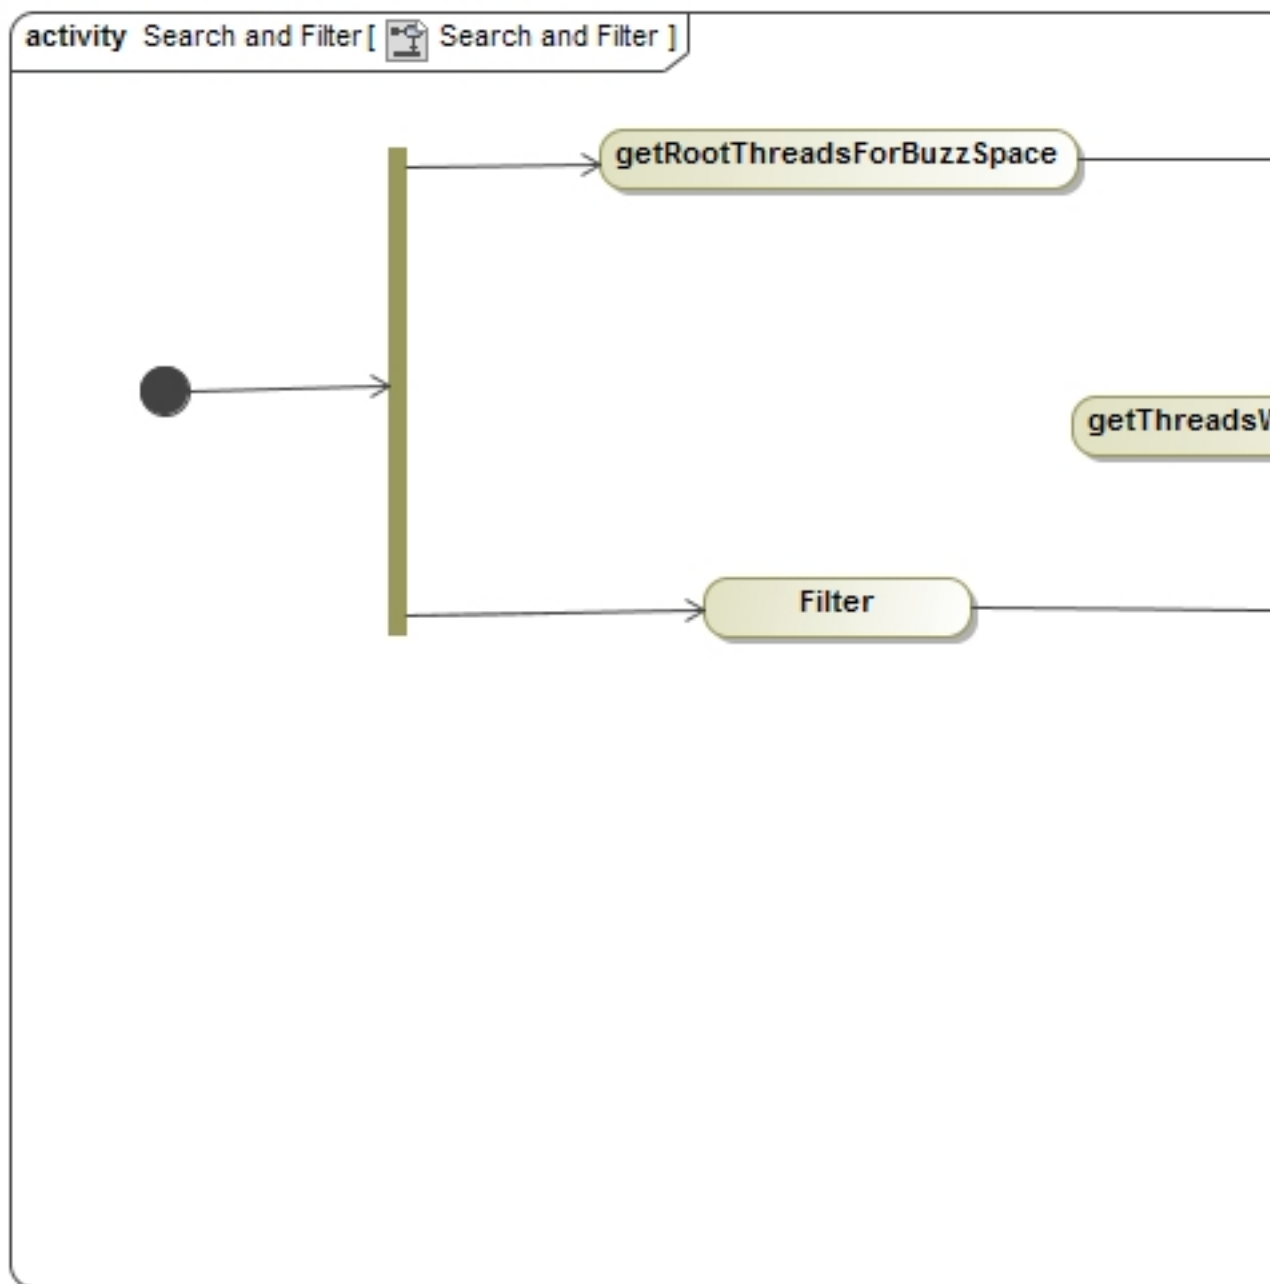 activity Search and Filter [ Search and Filter ]
getRootThreadsForBuzzSpace
Filter